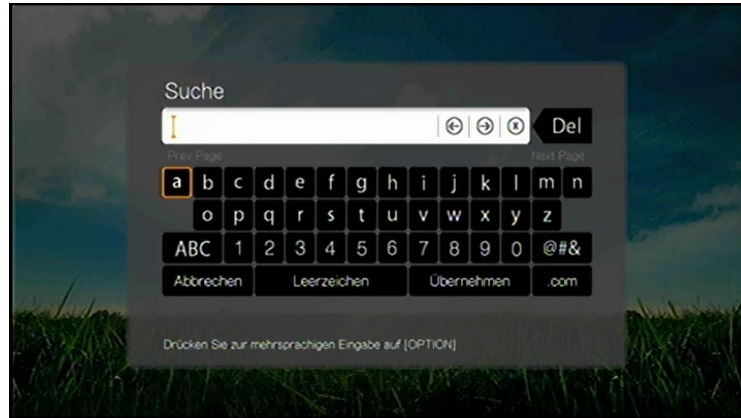 Suche
Del
Prev Page Next Page
a b c d e f g h i j k l m n
o p q r s t u v w x y z
ABC 1 2 3 4 5 6 7 8 9 0 @#&
Abbrechen Leerzeichen Übernehmen .com
Drücken Sie zur mehrsprachigen Eingabe auf [OPTION]